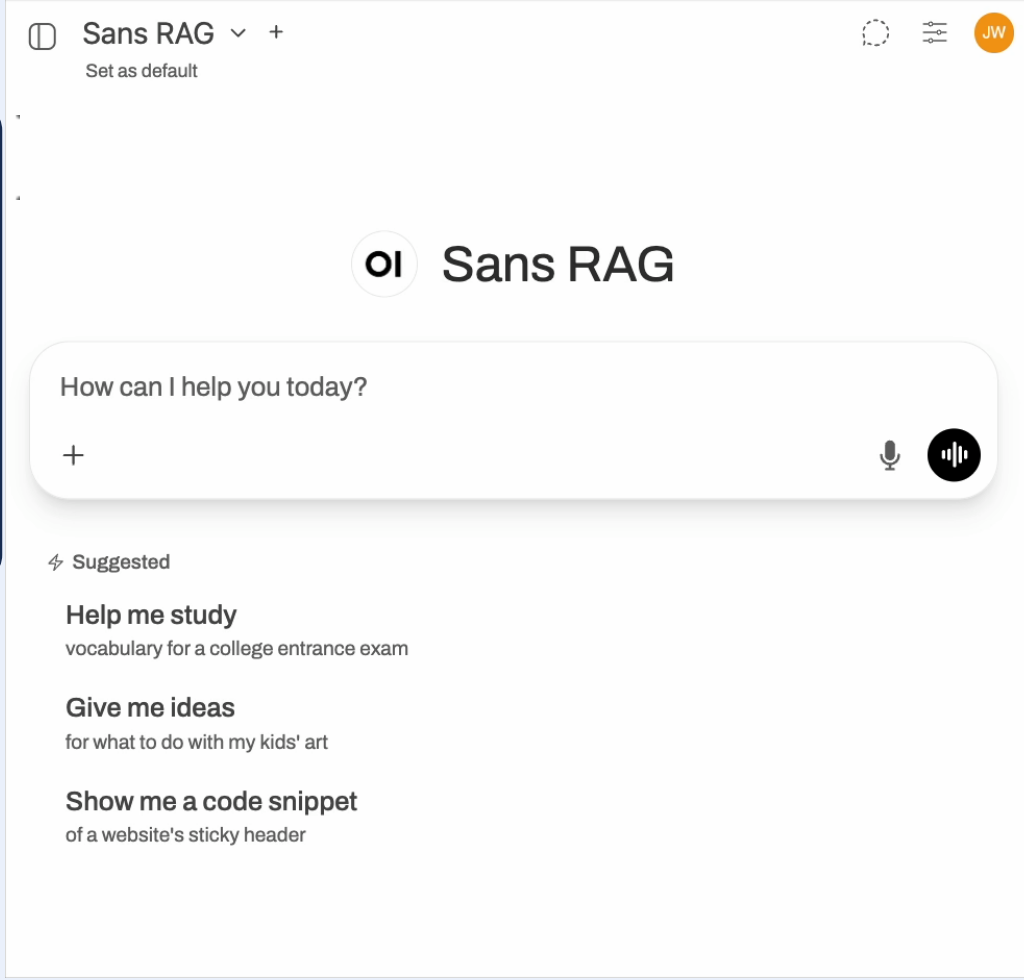 Sans RAG
Set as default
JW
OI Sans RAG
How can I help you today?
Suggested
Help me study
vocabulary for a college entrance exam
Give me ideas
for what to do with my kids' art
Show me a code snippet
of a website's sticky header